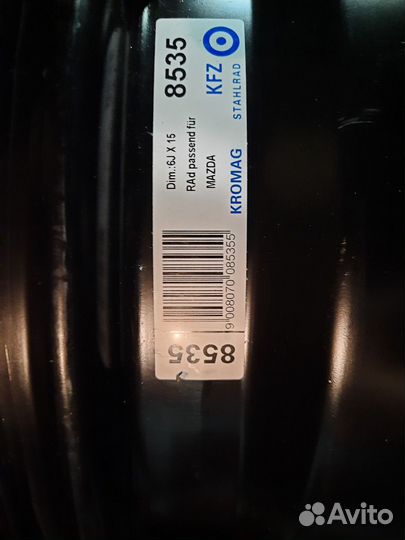 8535
KFZ
Dim.:6J X 15
RAd passend für
MAZDA
KROMAG
STAHLRAD
9 008070 085355
8535
Avito